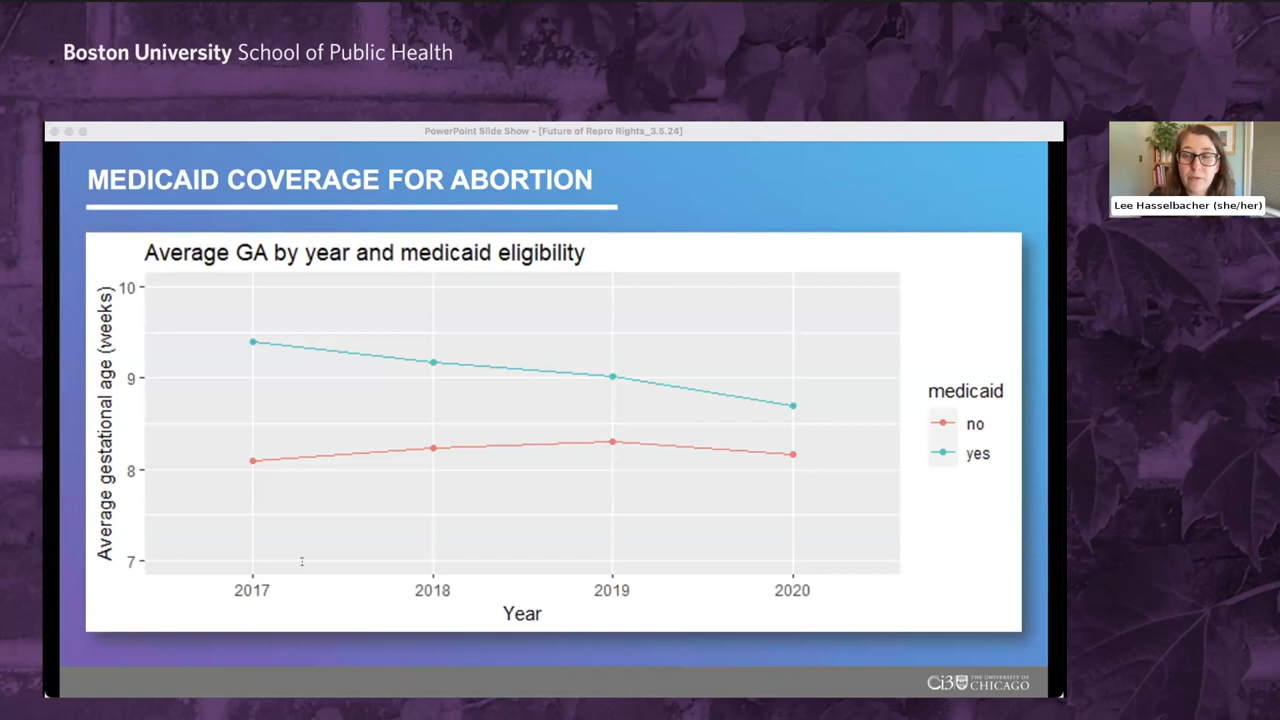 Boston University School of Public Health
PowerPoint Slide Show - [Future of Repro Rights_3.5.24]
MEDICAID COVERAGE FOR ABORTION
Average GA by year and medicaid eligibility
Average gestational age (weeks)
10
9
8
7
2017
2018
2019
2020
Year
medicaid
no
yes
Ci3
THE UNIVERSITY OF
CHICAGO
Lee Hasselbacher (she/her)